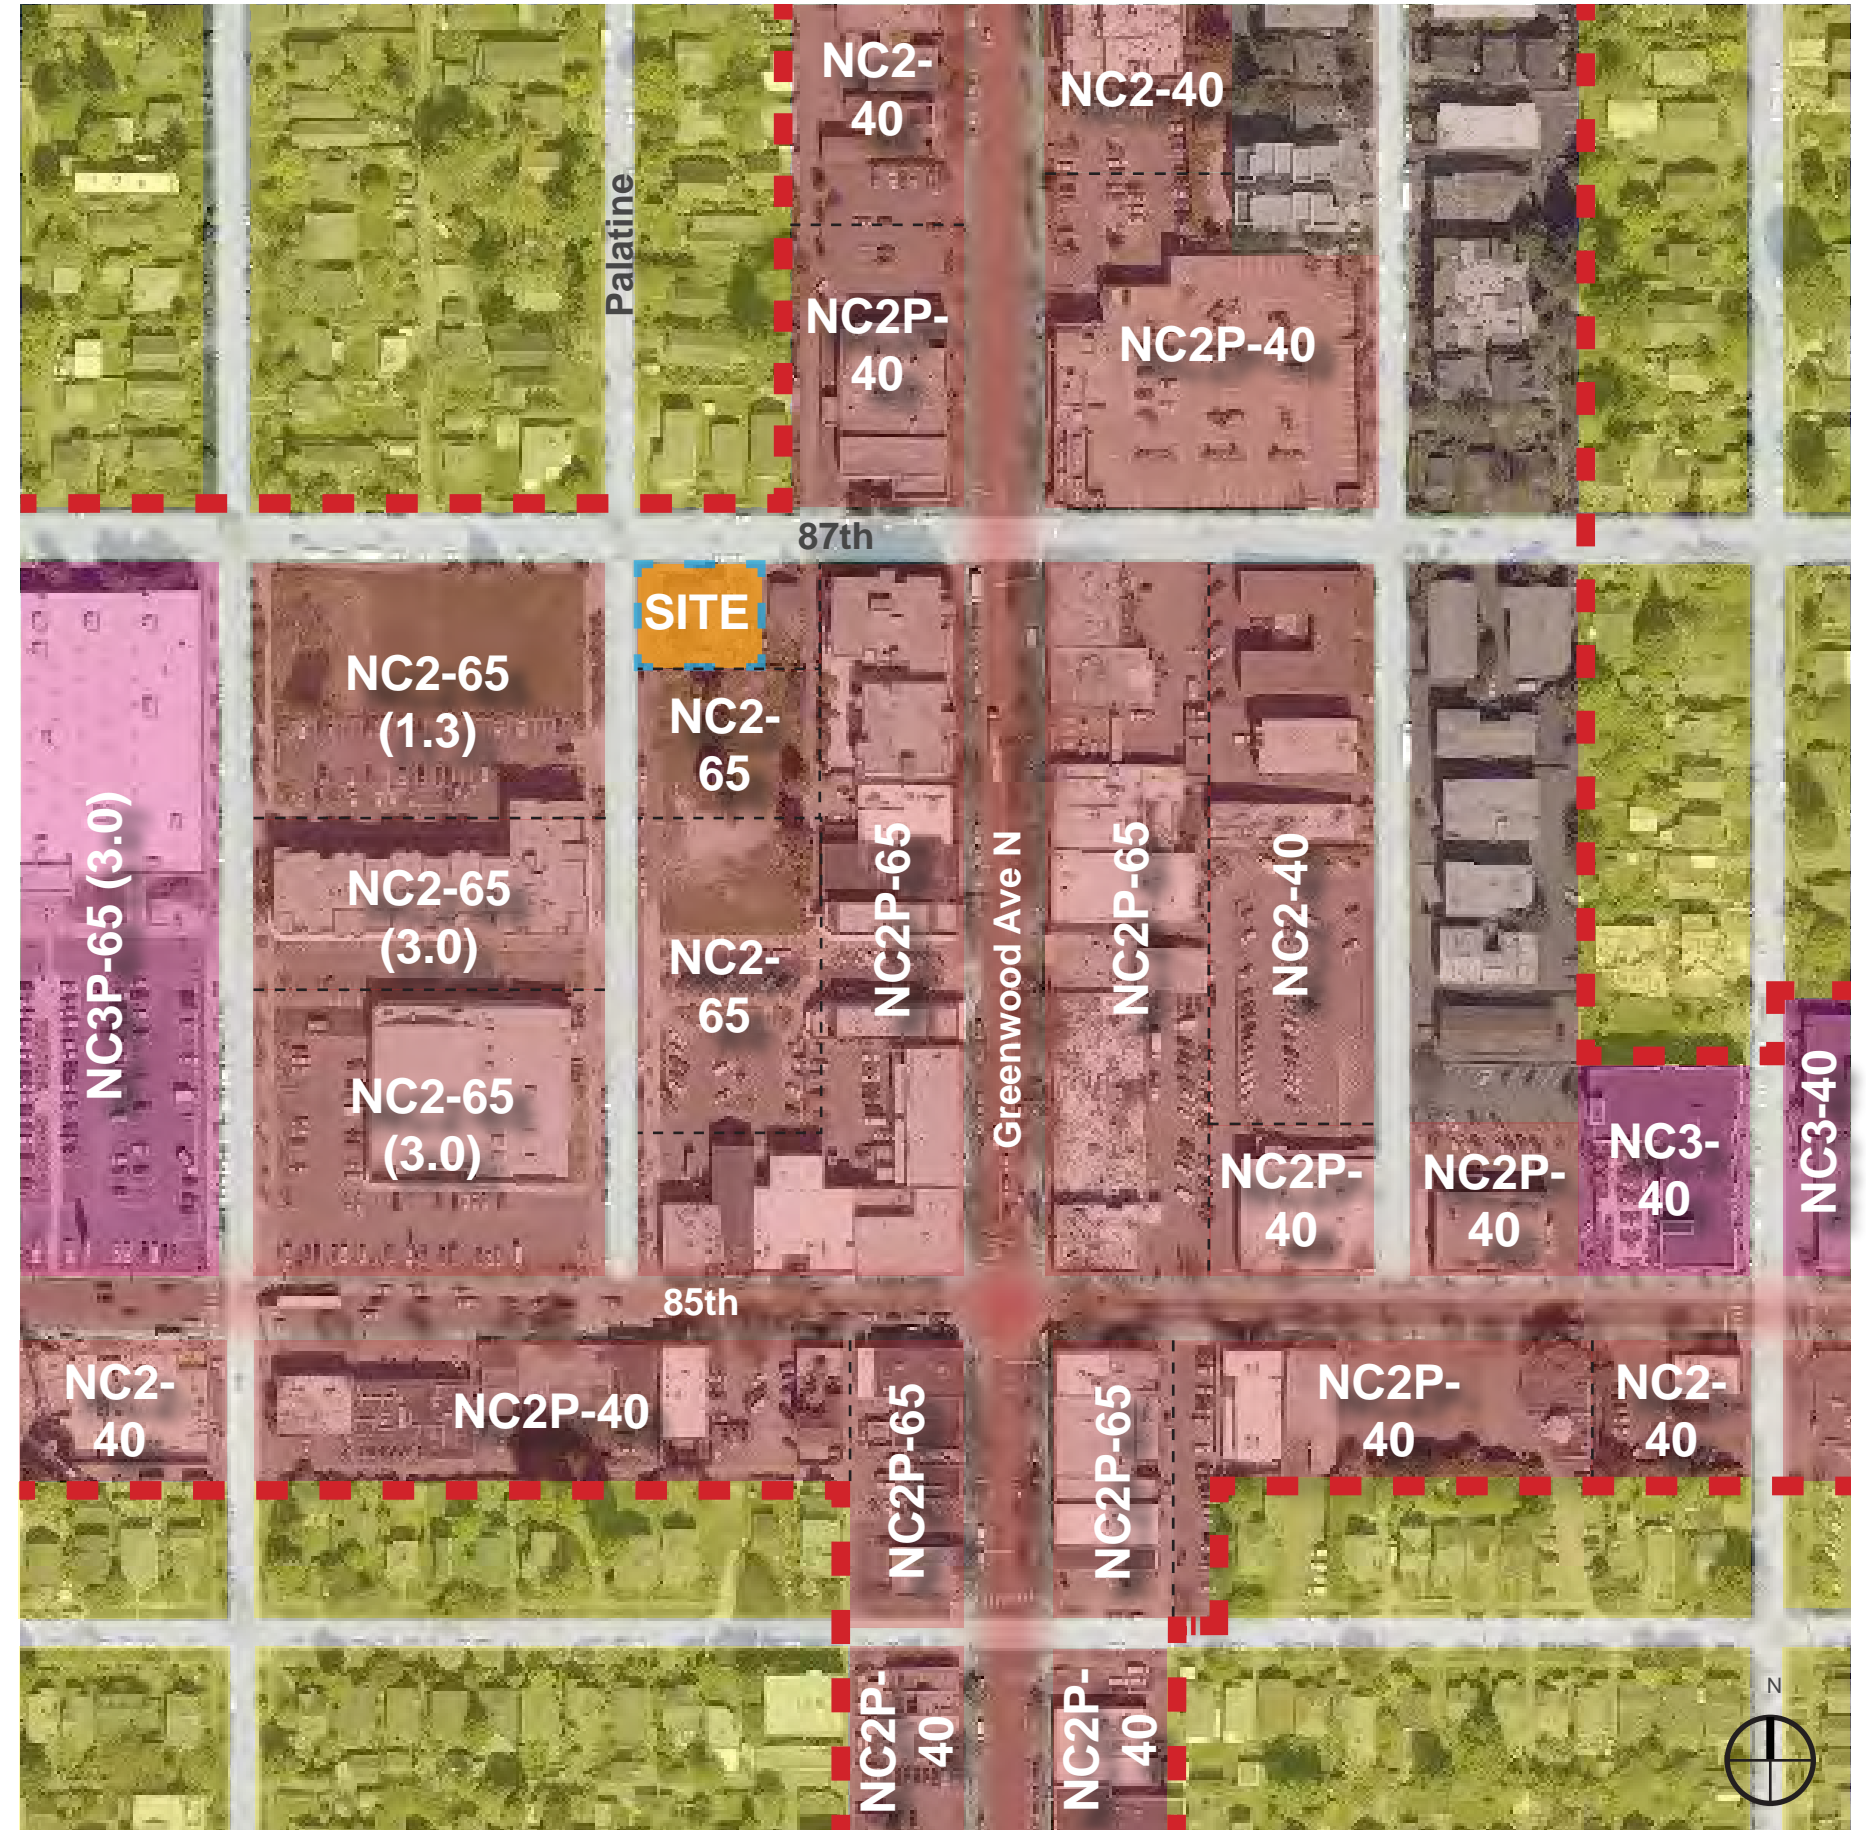 NC2-
40
NC2-40
Palatine
NC2P-
40
NC2P-40
87th
SITE
NC2-65
(1.3)
NC2-
65
NC3P-65 (3.0)
NC2-65
(3.0)
NC2-
65
NC2P-65
Greenwood Ave N
NC2P-65
NC2-40
NC2-65
(3.0)
NC2P-
40
NC2P-
40
NC3-
40
NC3-40
85th
NC2-
40
NC2P-40
NC2P-65
NC2P-65
NC2P-
40
NC2-
40
NC2P-
40
NC2P-
40
N